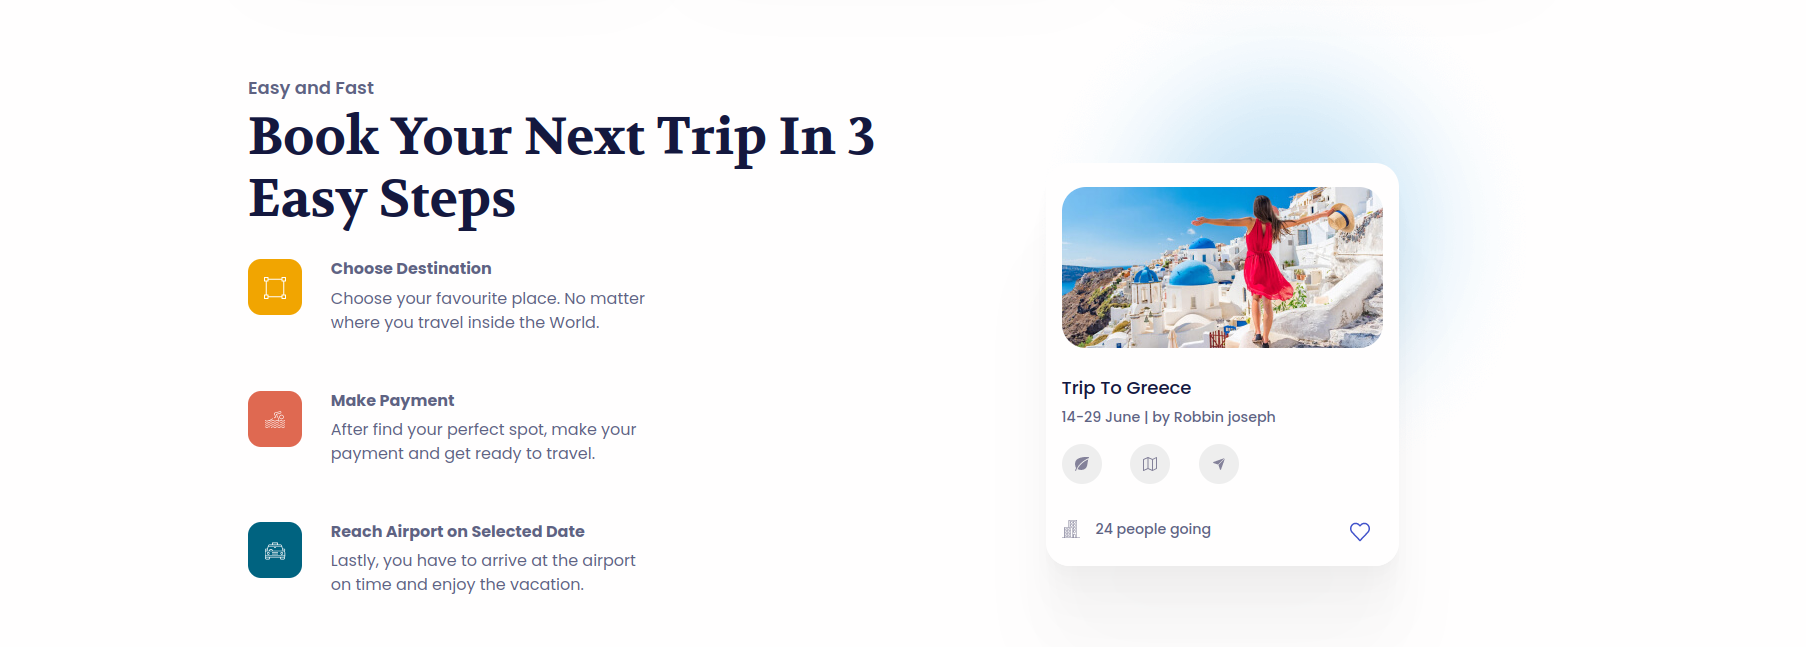 Easy and Fast
Book Your Next Trip In 3
Easy Steps
Choose Destination
Choose your favourite place. No matter
where you travel inside the World.
Make Payment
After find your perfect spot, make your
payment and get ready to travel.
Reach Airport on Selected Date
Lastly, you have to arrive at the airport
on time and enjoy the vacation.
Trip To Greece
14-29 June | by Robbin joseph
24 people going